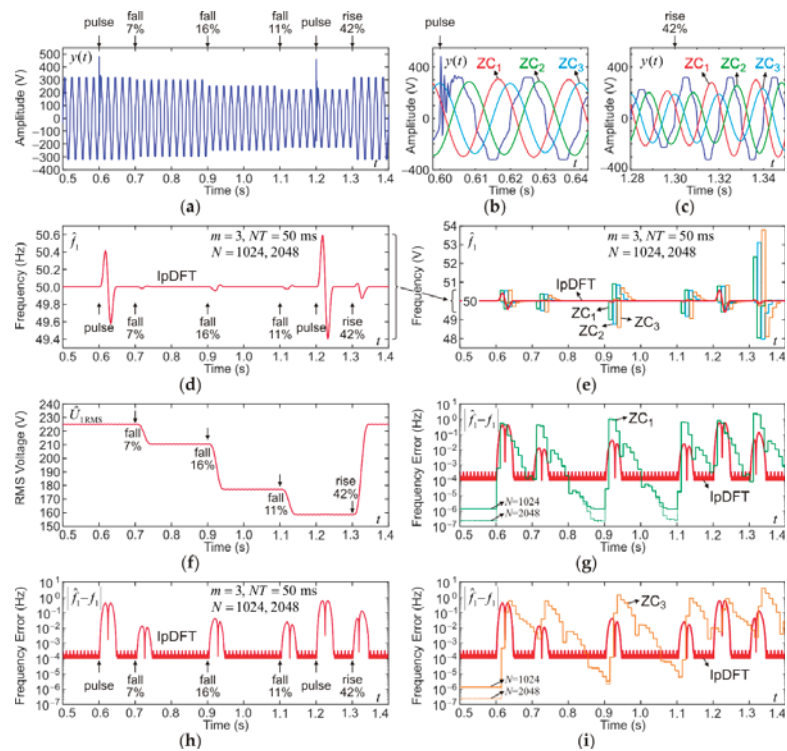 pulse fall 7% fall 16% fall 11% pulse rise 42%
y(t)
500 400 300 200 100 0 −100 −200 −300 −400
Amplitude (V)
0.5 0.6 0.7 0.8 0.9 1.0 1.1 1.2 1.3 1.4
t
Time (s)
(a)
pulse
y(t) ZC1 ZC2 ZC3
400 0 −400
Amplitude (V)
0.60 0.61 0.62 0.63 0.64
t
Time (s)
(b)
rise 42%
y(t) ZC1 ZC2 ZC3
400 0 −400
Amplitude (V)
1.28 1.30 1.32 1.34
t
Time (s)
(c)
f̂1
m = 3, NT = 50 ms
N = 1024, 2048
IpDFT
50.6 50.4 50.2 50.0 49.8 49.6 49.4
Frequency (Hz)
pulse fall 7% fall 16% fall 11% pulse rise 42%
0.5 0.6 0.7 0.8 0.9 1.0 1.1 1.2 1.3 1.4
t
Time (s)
(d)
f̂1
m = 3, NT = 50 ms
N = 1024, 2048
IpDFT
54 53 52 51 50 49 48
Frequency (V)
ZC1 ZC2 ZC3
0.5 0.6 0.7 0.8 0.9 1.0 1.1 1.2 1.3 1.4
t
Time (s)
(e)
Û1RMS
240 230 220 210 200 190 180 170 160 150
RMS Voltage (V)
fall 7% fall 16% fall 11% rise 42%
0.5 0.6 0.7 0.8 0.9 1.0 1.1 1.2 1.3 1.4
t
Time (s)
(f)
|f̂1−f1|
ZC1
IpDFT
10^1 10^0 10^-1 10^-2 10^-3 10^-4 10^-5 10^-6 10^-7
Frequency Error (Hz)
N=1024
N=2048
0.5 0.6 0.7 0.8 0.9 1.0 1.1 1.2 1.3 1.4
t
Time (s)
(g)
|f̂1−f1|
m = 3, NT = 50 ms
N = 1024, 2048
IpDFT
10^1 10^0 10^-1 10^-2 10^-3 10^-4 10^-5 10^-6 10^-7
Frequency Error (Hz)
pulse fall 7% fall 16% fall 11% pulse rise 42%
0.5 0.6 0.7 0.8 0.9 1.0 1.1 1.2 1.3 1.4
t
Time (s)
(h)
|f̂1−f1|
ZC3
IpDFT
10^1 10^0 10^-1 10^-2 10^-3 10^-4 10^-5 10^-6 10^-7
Frequency Error (Hz)
N=1024
N=2048
0.5 0.6 0.7 0.8 0.9 1.0 1.1 1.2 1.3 1.4
t
Time (s)
(i)